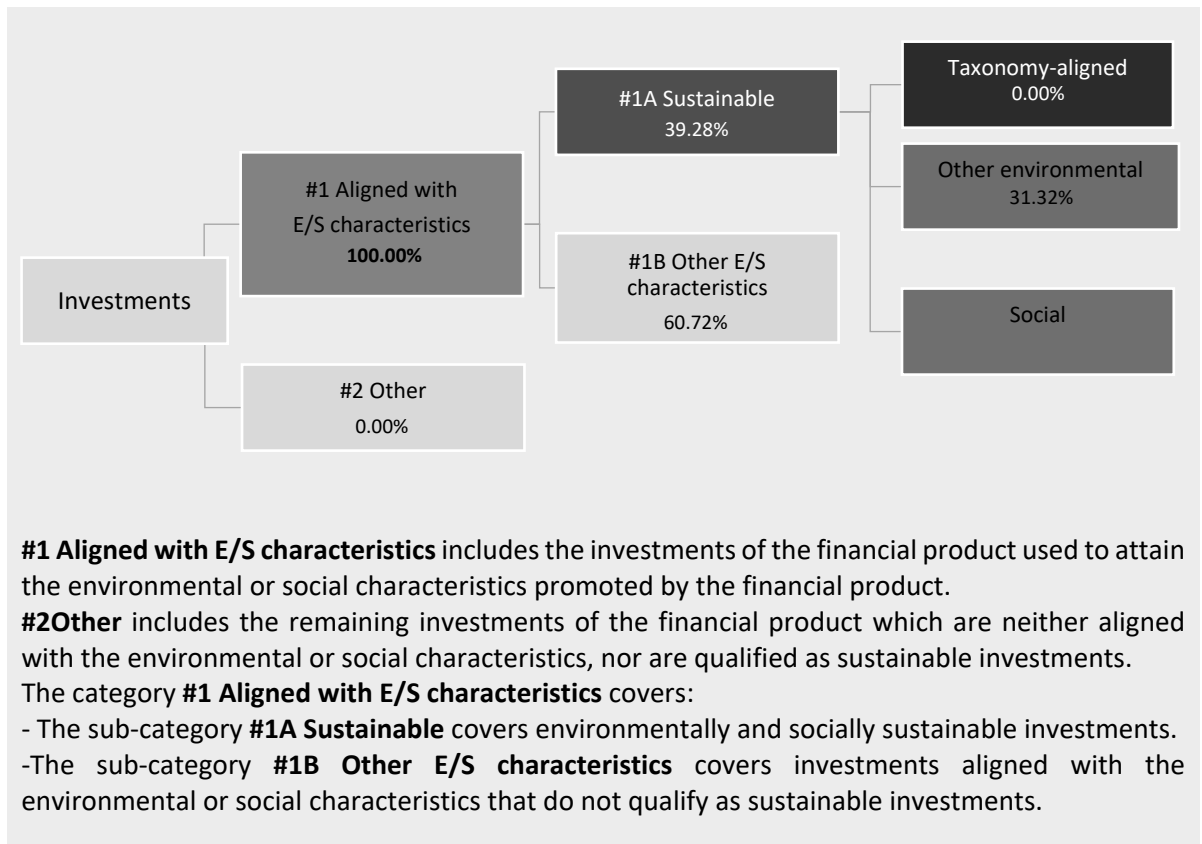 Investments
#1 Aligned with
E/S characteristics
100.00%
#2 Other
0.00%
#1A Sustainable
39.28%
#1B Other E/S
characteristics
60.72%
Taxonomy-aligned
0.00%
Other environmental
31.32%
Social
#1 Aligned with E/S characteristics includes the investments of the financial product used to attain
the environmental or social characteristics promoted by the financial product.
#2Other includes the remaining investments of the financial product which are neither aligned
with the environmental or social characteristics, nor are qualified as sustainable investments.
The category #1 Aligned with E/S characteristics covers:
- The sub-category #1A Sustainable covers environmentally and socially sustainable investments.
-The sub-category #1B Other E/S characteristics covers investments aligned with the
environmental or social characteristics that do not qualify as sustainable investments.